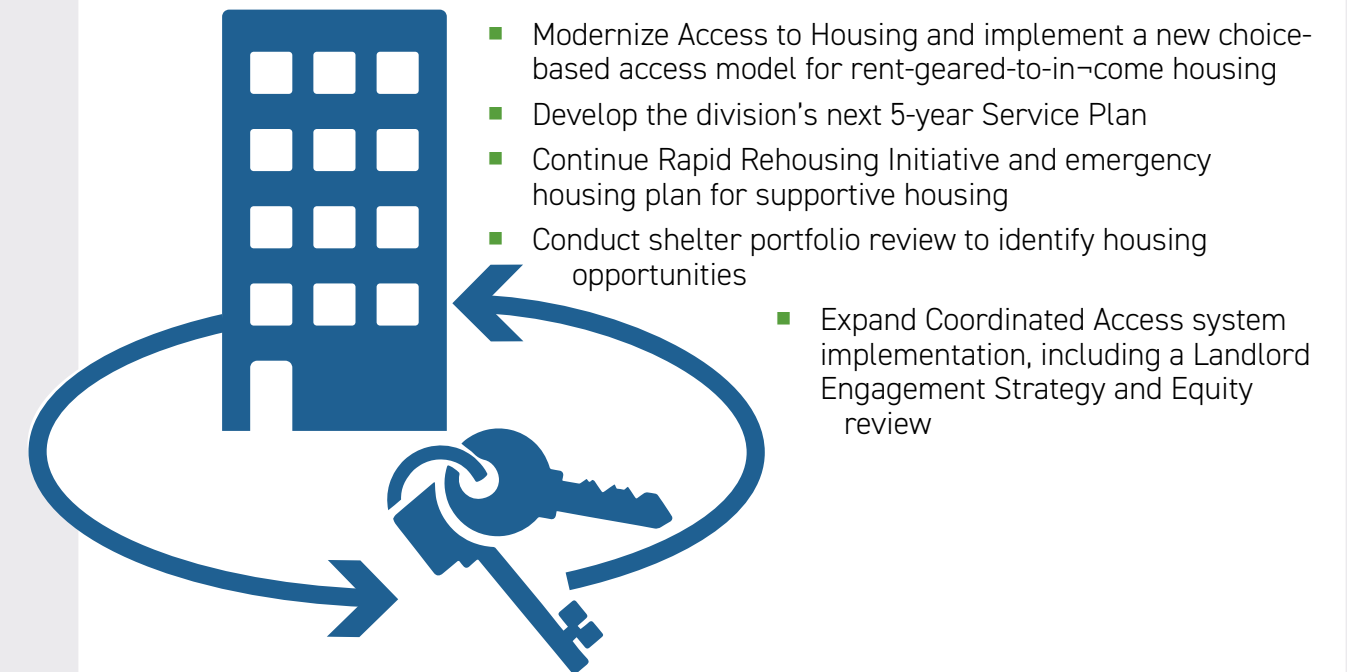 Modernize Access to Housing and implement a new choice-
based access model for rent-geared-to-in¬come housing
Develop the division's next 5-year Service Plan
Continue Rapid Rehousing Initiative and emergency
housing plan for supportive housing
Conduct shelter portfolio review to identify housing
opportunities
Expand Coordinated Access system
implementation, including a Landlord
Engagement Strategy and Equity
review